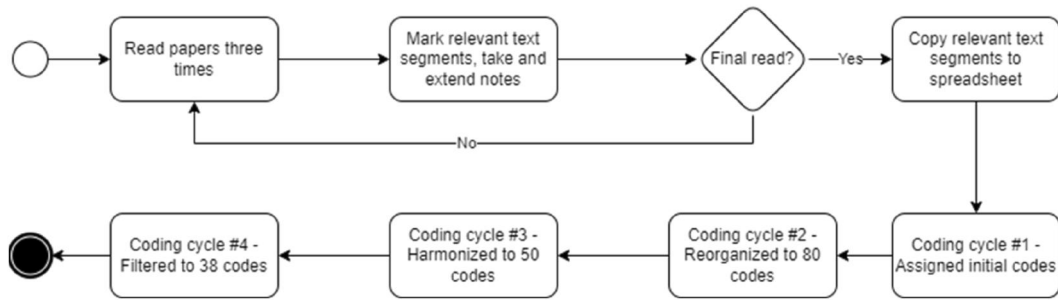 Read papers three
times
Mark relevant text
segments, take and
extend notes
Final read?
Yes
Copy relevant text
segments to
spreadsheet
No
Coding cycle #4 -
Filtered to 38 codes
Coding cycle #3 -
Harmonized to 50
codes
Coding cycle #2 -
Reorganized to 80
codes
Coding cycle #1 -
Assigned initial codes